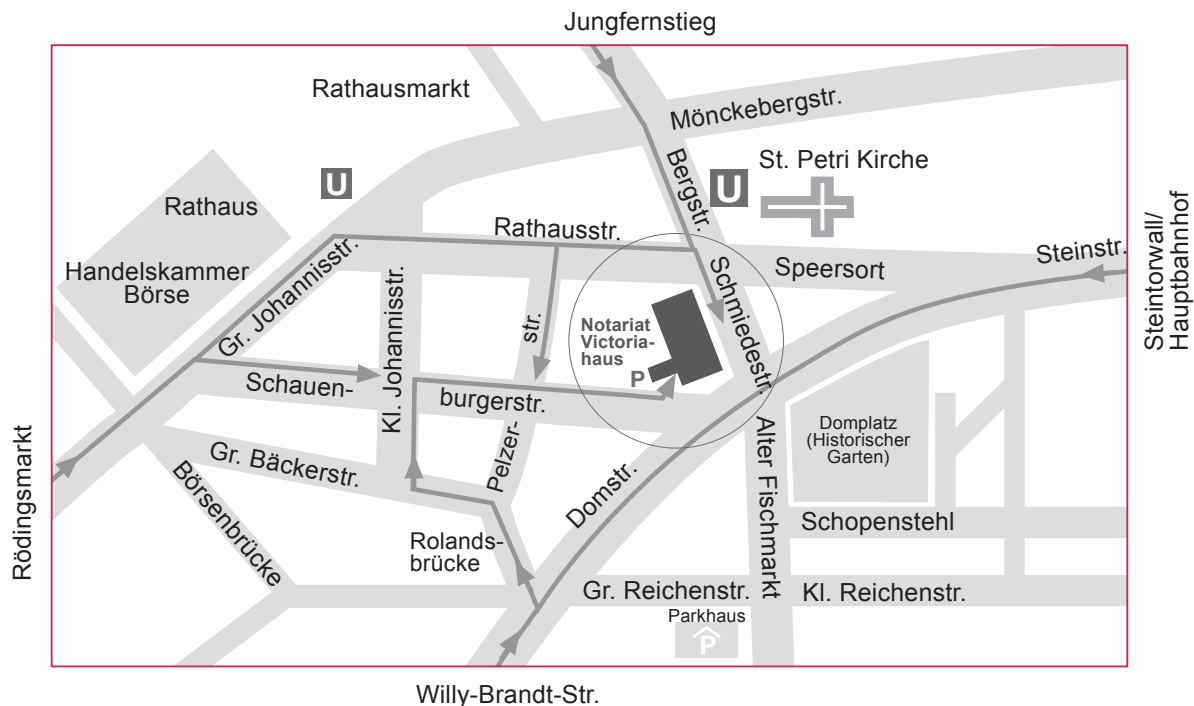 Jungfernstieg
Rathausmarkt
Mönckebergstr.
U
U
St. Petri Kirche
Bergstr.
Rathaus
Rathausstr.
Gr. Johannisstr.
Handelskammer
Börse
Kl. Johannisstr.
Schmiedestr.
Speersort
Steinstr.
Steintorwall/
Hauptbahnhof
Notariat
Victoria-
haus
P
str.
Schauen-
burgerstr.
Pelzer-
Domplatz
(Historischer
Garten)
Gr. Bäckerstr.
Börsenbrücke
Rödingsmarkt
Domstr.
Alter Fischmarkt
Schopenstehl
Rolands-
brücke
Gr. Reichenstr.
Kl. Reichenstr.
Parkhaus
P
Willy-Brandt-Str.